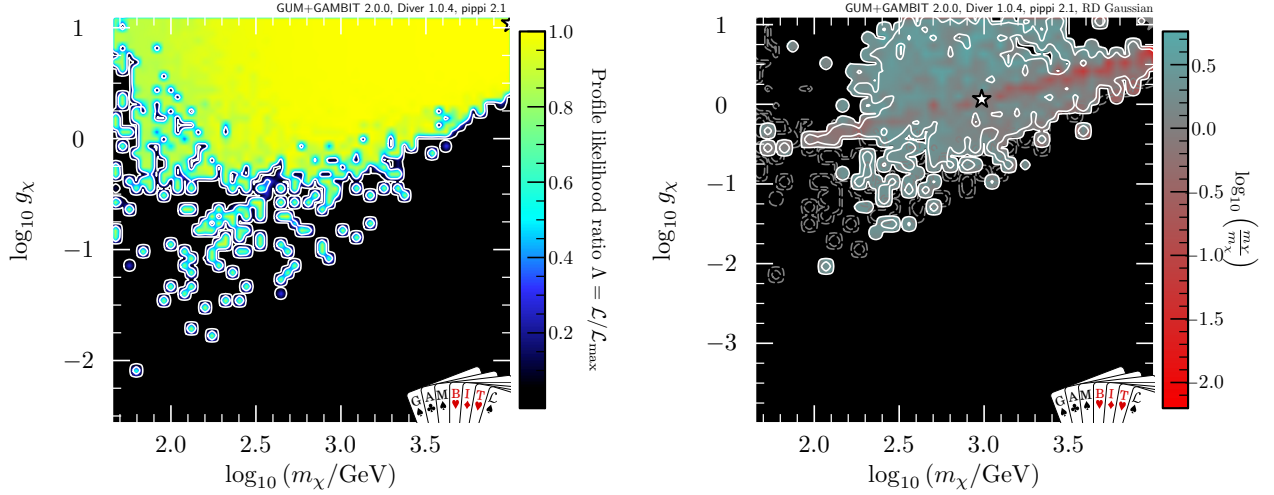 GUM+GAMBIT 2.0.0, Diver 1.0.4, pippi 2.1
log₁₀ gχ
0
−1
−2
2.0 2.5 3.0 3.5
log₁₀ (mχ/GeV)
G A M B I T ℒ
1.0
0.8
0.6
0.4
0.2
Profile likelihood ratio Λ = ℒ/ℒmax
GUM+GAMBIT 2.0.0, Diver 1.0.4, pippi 2.1, RD Gaussian
log₁₀ gχ
1
0
−1
−2
−3
2.0 2.5 3.0 3.5
log₁₀ (mχ/GeV)
G A M B I T ℒ
0.5
0.0
−0.5
−1.0
−1.5
−2.0
log₁₀ (mY/mχ)